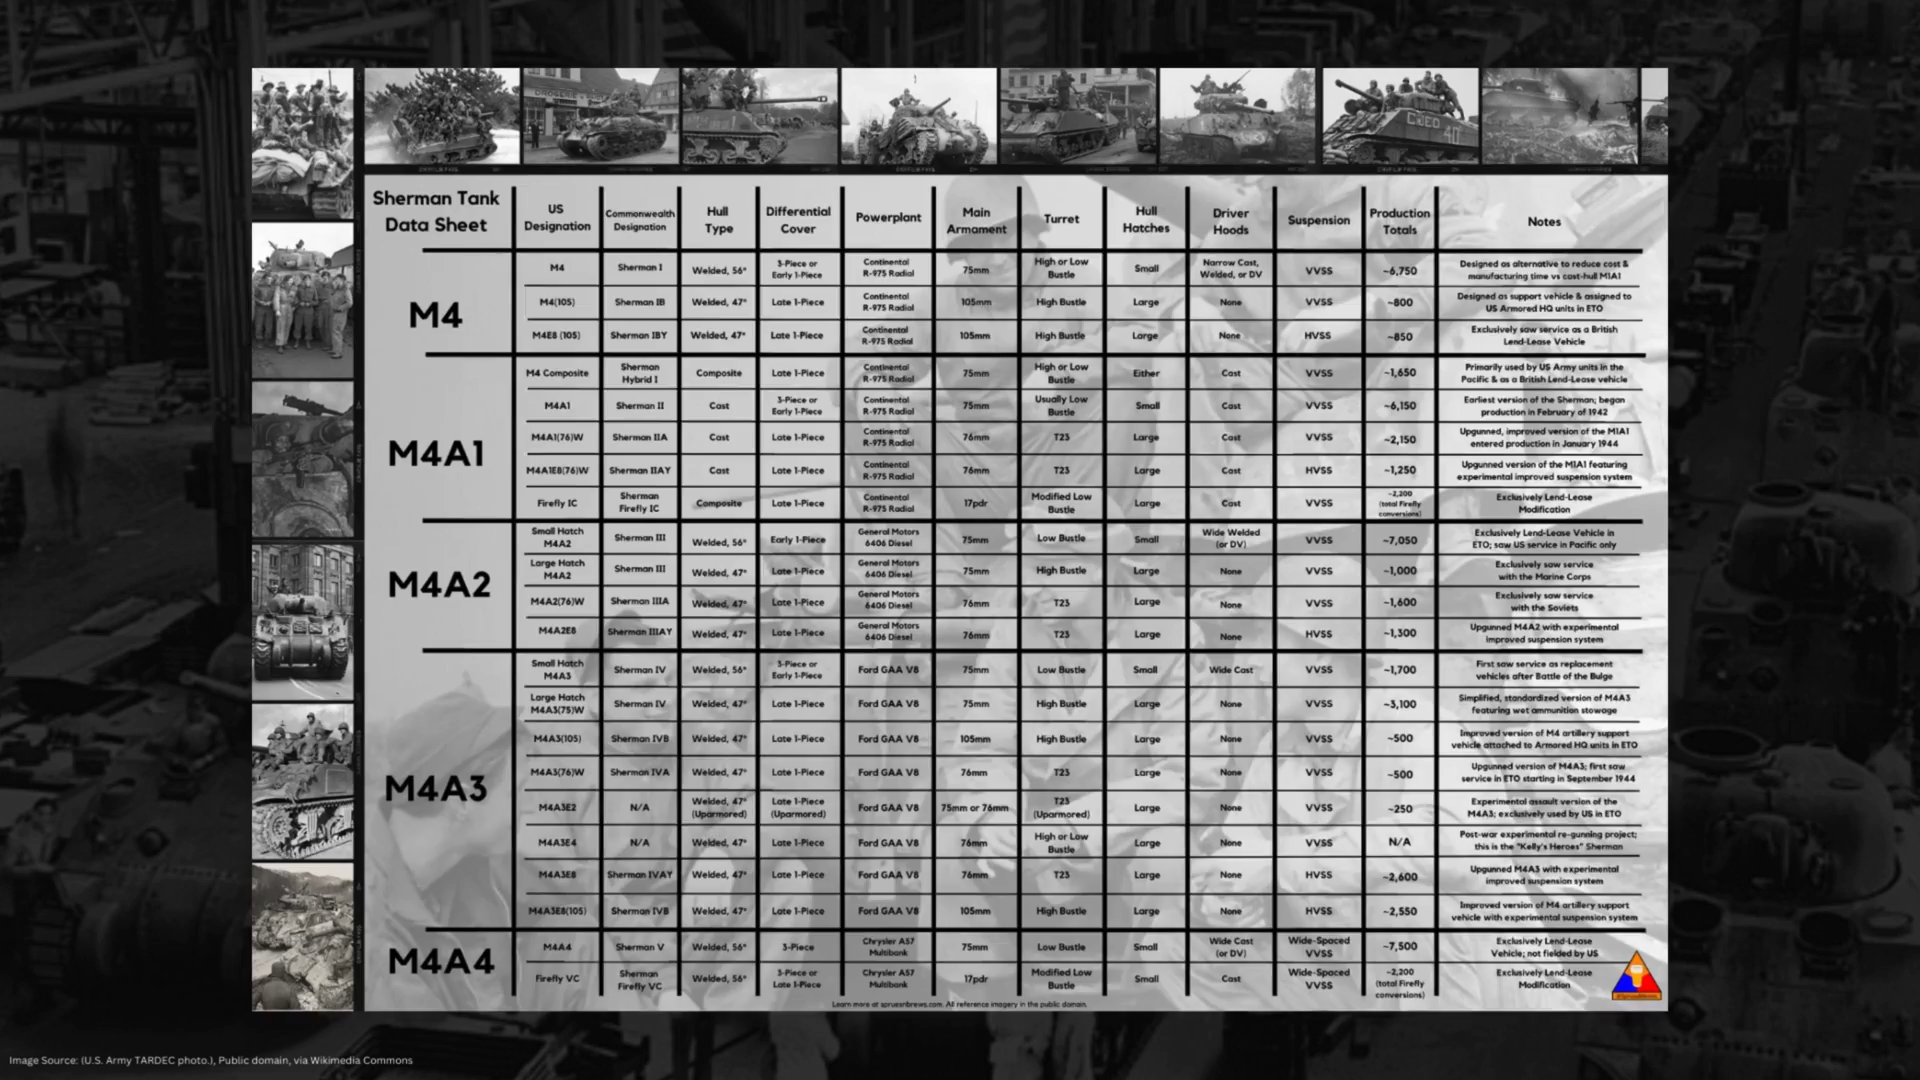 DROGERIE
CUEO 40
Sherman Tank
Data Sheet
US
Designation
Commonwealth
Designation
Hull
Type
Differential
Cover
Powerplant
Main
Armament
Turret
Hull
Hatches
Driver
Hoods
Suspension
Production
Totals
Notes
M4
M4 Sherman I Welded, 56° 3-Piece or Early 1-Piece Continental R-975 Radial 75mm High or Low Bustle Small Narrow Cast, Welded, or DV VVSS ~6,750 Designed as alternative to reduce cost & manufacturing time vs cast-hull M1A1
M4(105) Sherman IB Welded, 47° Late 1-Piece Continental R-975 Radial 105mm High Bustle Large None VVSS ~800 Designed as support vehicle & assigned to US Armored HQ units in ETO
M4E8 (105) Sherman IBY Welded, 47° Late 1-Piece Continental R-975 Radial 105mm High Bustle Large None HVSS ~850 Exclusively saw service as a British Lend-Lease Vehicle
M4A1
M4 Composite Sherman Hybrid I Composite Late 1-Piece Continental R-975 Radial 75mm High or Low Bustle Either Cast VVSS ~1,650 Primarily used by US Army units in the Pacific & as a British Lend-Lease vehicle
M4A1 Sherman II Cast 3-Piece or Early 1-Piece Continental R-975 Radial 75mm Usually Low Bustle Small Cast VVSS ~6,150 Earliest version of the Sherman; began production in February of 1942
M4A1(76)W Sherman IIA Cast Late 1-Piece Continental R-975 Radial 76mm T23 Large Cast VVSS ~2,150 Upgunned, improved version of the M1A1 entered production in January 1944
M4A1E8(76)W Sherman IIAY Cast Late 1-Piece Continental R-975 Radial 76mm T23 Large Cast HVSS ~1,250 Upgunned version of the M1A1 featuring experimental improved suspension system
Firefly IC Sherman Firefly IC Composite Late 1-Piece Continental R-975 Radial 17pdr Modified Low Bustle Large Cast VVSS ~2,200 (total Firefly conversions) Exclusively Lend-Lease Modification
M4A2
Small Hatch M4A2 Sherman III Welded, 56° Early 1-Piece General Motors 6406 Diesel 75mm Low Bustle Small Wide Welded (or DV) VVSS ~7,050 Exclusively Lend-Lease Vehicle in ETO; saw US service in Pacific only
Large Hatch M4A2 Sherman III Welded, 47° Late 1-Piece General Motors 6406 Diesel 75mm High Bustle Large None VVSS ~1,000 Exclusively saw service with the Marine Corps
M4A2(76)W Sherman IIIA Welded, 47° Late 1-Piece General Motors 6406 Diesel 76mm T23 Large None VVSS ~1,600 Exclusively saw service with the Soviets
M4A2E8 Sherman IIIAY Welded, 47° Late 1-Piece General Motors 6406 Diesel 76mm T23 Large None HVSS ~1,300 Upgunned M4A2 with experimental improved suspension system
M4A3
Small Hatch M4A3 Sherman IV Welded, 56° 3-Piece or Early 1-Piece Ford GAA V8 75mm Low Bustle Small Wide Cast VVSS ~1,700 First saw service as replacement vehicles after Battle of the Bulge
Large Hatch M4A3(75)W Sherman IV Welded, 47° Late 1-Piece Ford GAA V8 75mm High Bustle Large None VVSS ~3,100 Simplified, standardized version of M4A3 featuring wet ammunition stowage
M4A3(105) Sherman IVB Welded, 47° Late 1-Piece Ford GAA V8 105mm High Bustle Large None VVSS ~500 Improved version of M4 artillery support vehicle attached to Armored HQ units in ETO
M4A3(76)W Sherman IVA Welded, 47° Late 1-Piece Ford GAA V8 76mm T23 Large None VVSS ~500 Upgunned version of M4A3; first saw service in ETO starting in September 1944
M4A3E2 N/A Welded, 47° (Uparmored) Late 1-Piece (Uparmored) Ford GAA V8 75mm or 76mm T23 (Uparmored) Large None VVSS ~250 Experimental assault version of the M4A3; exclusively used by US in ETO
M4A3E4 N/A Welded, 47° Late 1-Piece Ford GAA V8 76mm High or Low Bustle Large None VVSS N/A Post-war experimental re-gunning project; this is the "Kelly's Heroes" Sherman
M4A3E8 Sherman IVAY Welded, 47° Late 1-Piece Ford GAA V8 76mm T23 Large None HVSS ~2,600 Upgunned M4A3 with experimental improved suspension system
M4A3E8(105) Sherman IVB Welded, 47° Late 1-Piece Ford GAA V8 105mm High Bustle Large None HVSS ~2,550 Improved version of M4 artillery support vehicle with experimental suspension system
M4A4
M4A4 Sherman V Welded, 56° 3-Piece Chrysler A57 Multibank 75mm Low Bustle Small Wide Cast (or DV) Wide-Spaced VVSS ~7,500 Exclusively Lend-Lease Vehicle; not fielded by US
Firefly VC Sherman Firefly VC Welded, 56° 3-Piece or Late 1-Piece Chrysler A57 Multibank 17pdr Modified Low Bustle Small Cast Wide-Spaced VVSS ~2,200 (total Firefly conversions) Exclusively Lend-Lease Modification
Learn more at spruesnbrews.com. All reference imagery in the public domain.
Image Source: (U.S. Army TARDEC photo.), Public domain, via Wikimedia Commons